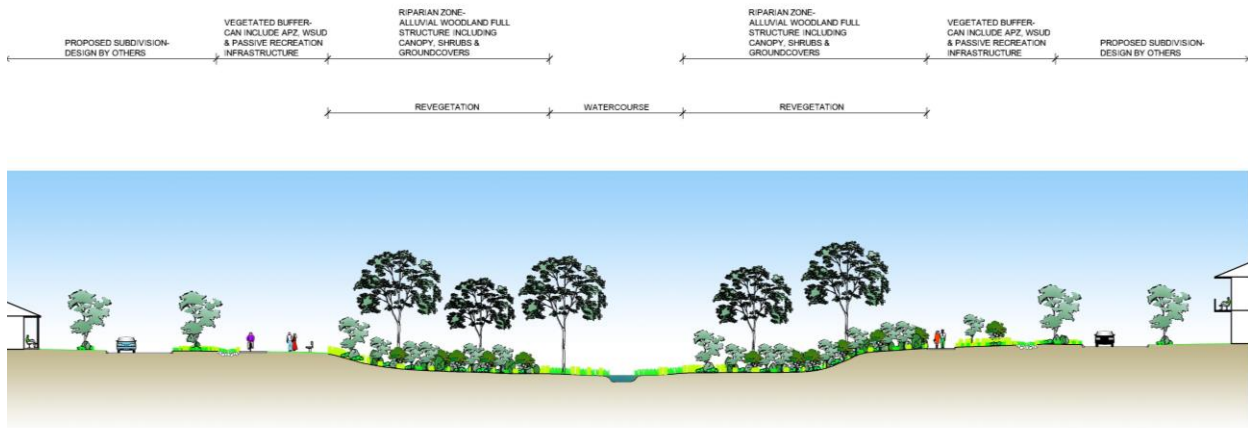 PROPOSED SUBDIVISION-
DESIGN BY OTHERS
VEGETATED BUFFER-
CAN INCLUDE APZ, WSUD
& PASSIVE RECREATION
INFRASTRUCTURE
RIPARIAN ZONE-
ALLUVIAL WOODLAND FULL
STRUCTURE INCLUDING
CANOPY, SHRUBS &
GROUNDCOVERS
RIPARIAN ZONE-
ALLUVIAL WOODLAND FULL
STRUCTURE INCLUDING
CANOPY, SHRUBS &
GROUNDCOVERS
VEGETATED BUFFER-
CAN INCLUDE APZ, WSUD
& PASSIVE RECREATION
INFRASTRUCTURE
PROPOSED SUBDIVISION-
DESIGN BY OTHERS
REVEGETATION
WATERCOURSE
REVEGETATION